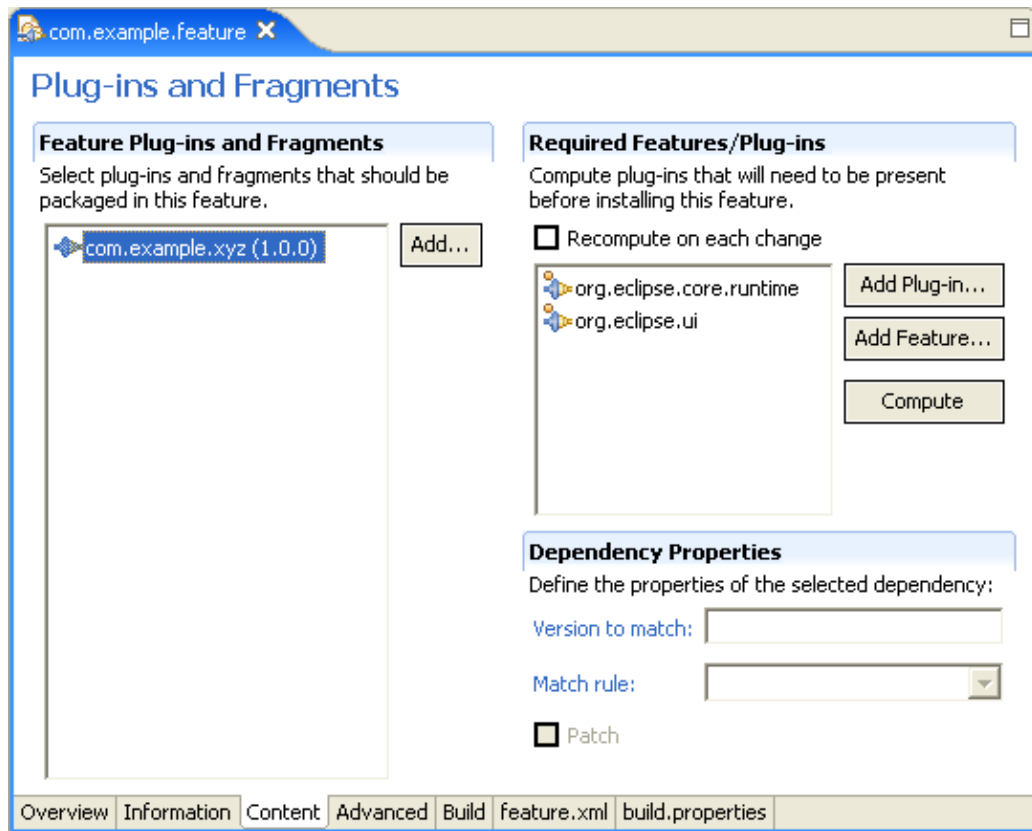 com.example.feature
Plug-ins and Fragments
Feature Plug-ins and Fragments
Select plug-ins and fragments that should be
packaged in this feature.
com.example.xyz (1.0.0)
Add...
Required Features/Plug-ins
Compute plug-ins that will need to be present
before installing this feature.
Recompute on each change
org.eclipse.core.runtime
org.eclipse.ui
Add Plug-in...
Add Feature...
Compute
Dependency Properties
Define the properties of the selected dependency:
Version to match:
Match rule:
Patch
Overview Information Content Advanced Build feature.xml build.properties